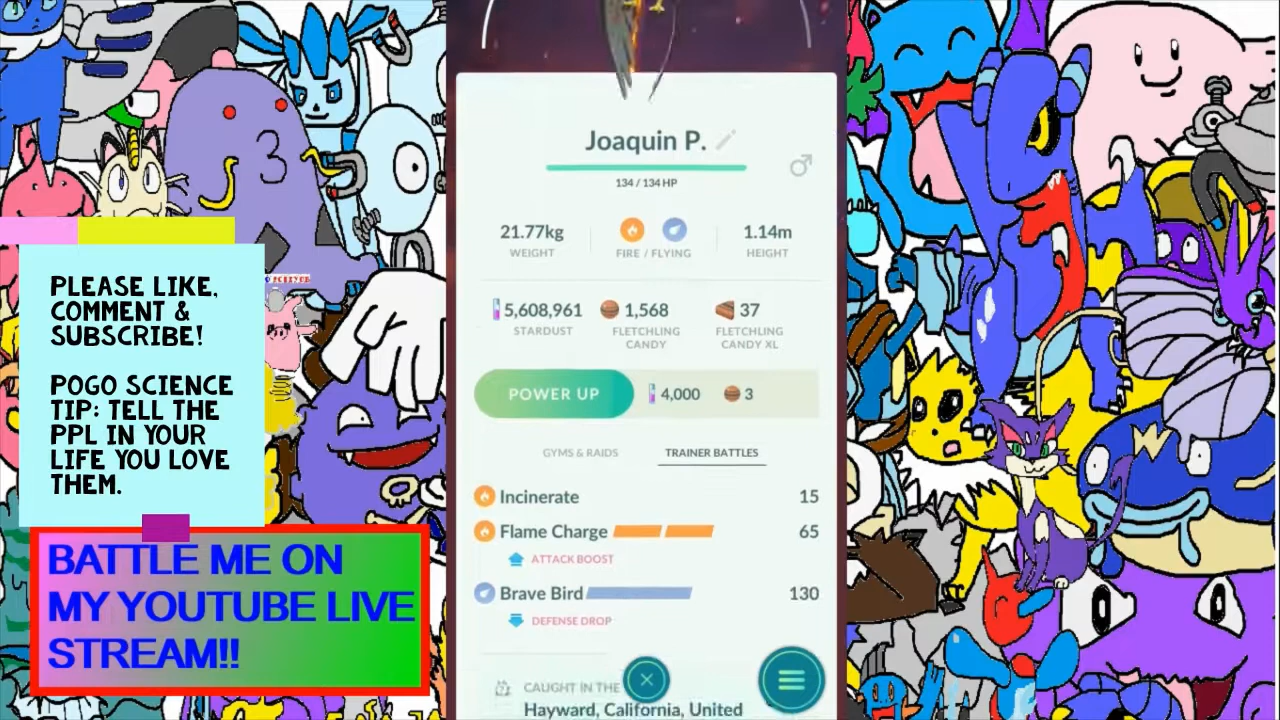 PLEASE LIKE,
COMMENT &
SUBSCRIBE!
POGO SCIENCE
TIP: TELL THE
PPL IN YOUR
LIFE YOU LOVE
THEM.
BATTLE ME ON
MY YOUTUBE LIVE
STREAM!!
Joaquin P.
134 / 134 HP
21.77kg
WEIGHT
FIRE / FLYING
1.14m
HEIGHT
5,608,961
STARDUST
1,568
FLETCHLING
CANDY
37
FLETCHLING
CANDY XL
POWER UP
4,000
3
GYMS & RAIDS
TRAINER BATTLES
Incinerate 15
Flame Charge 65
ATTACK BOOST
Brave Bird 130
DEFENSE DROP
CAUGHT IN THE
Hayward, California, United
3